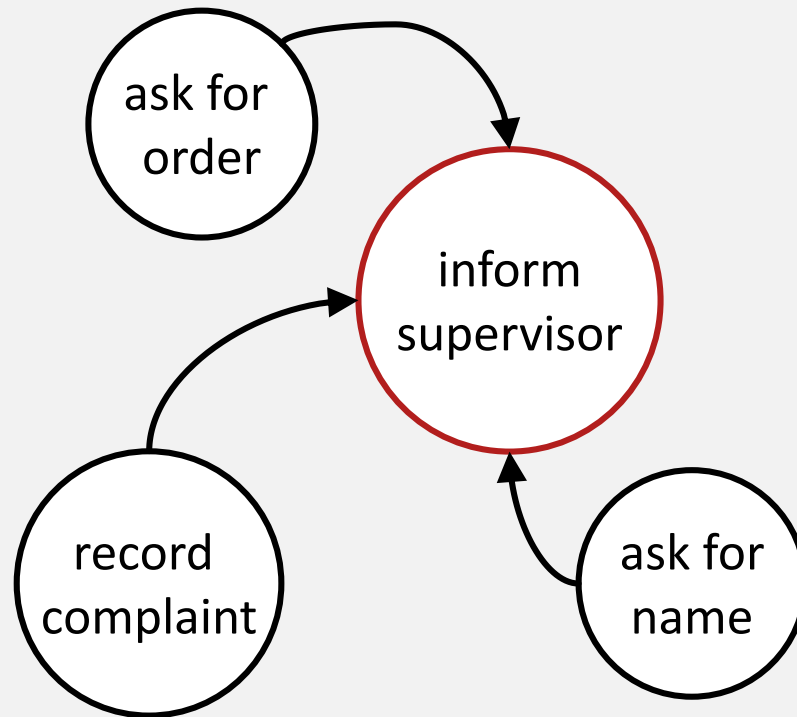 ask for
order
inform
supervisor
record
complaint
ask for
name